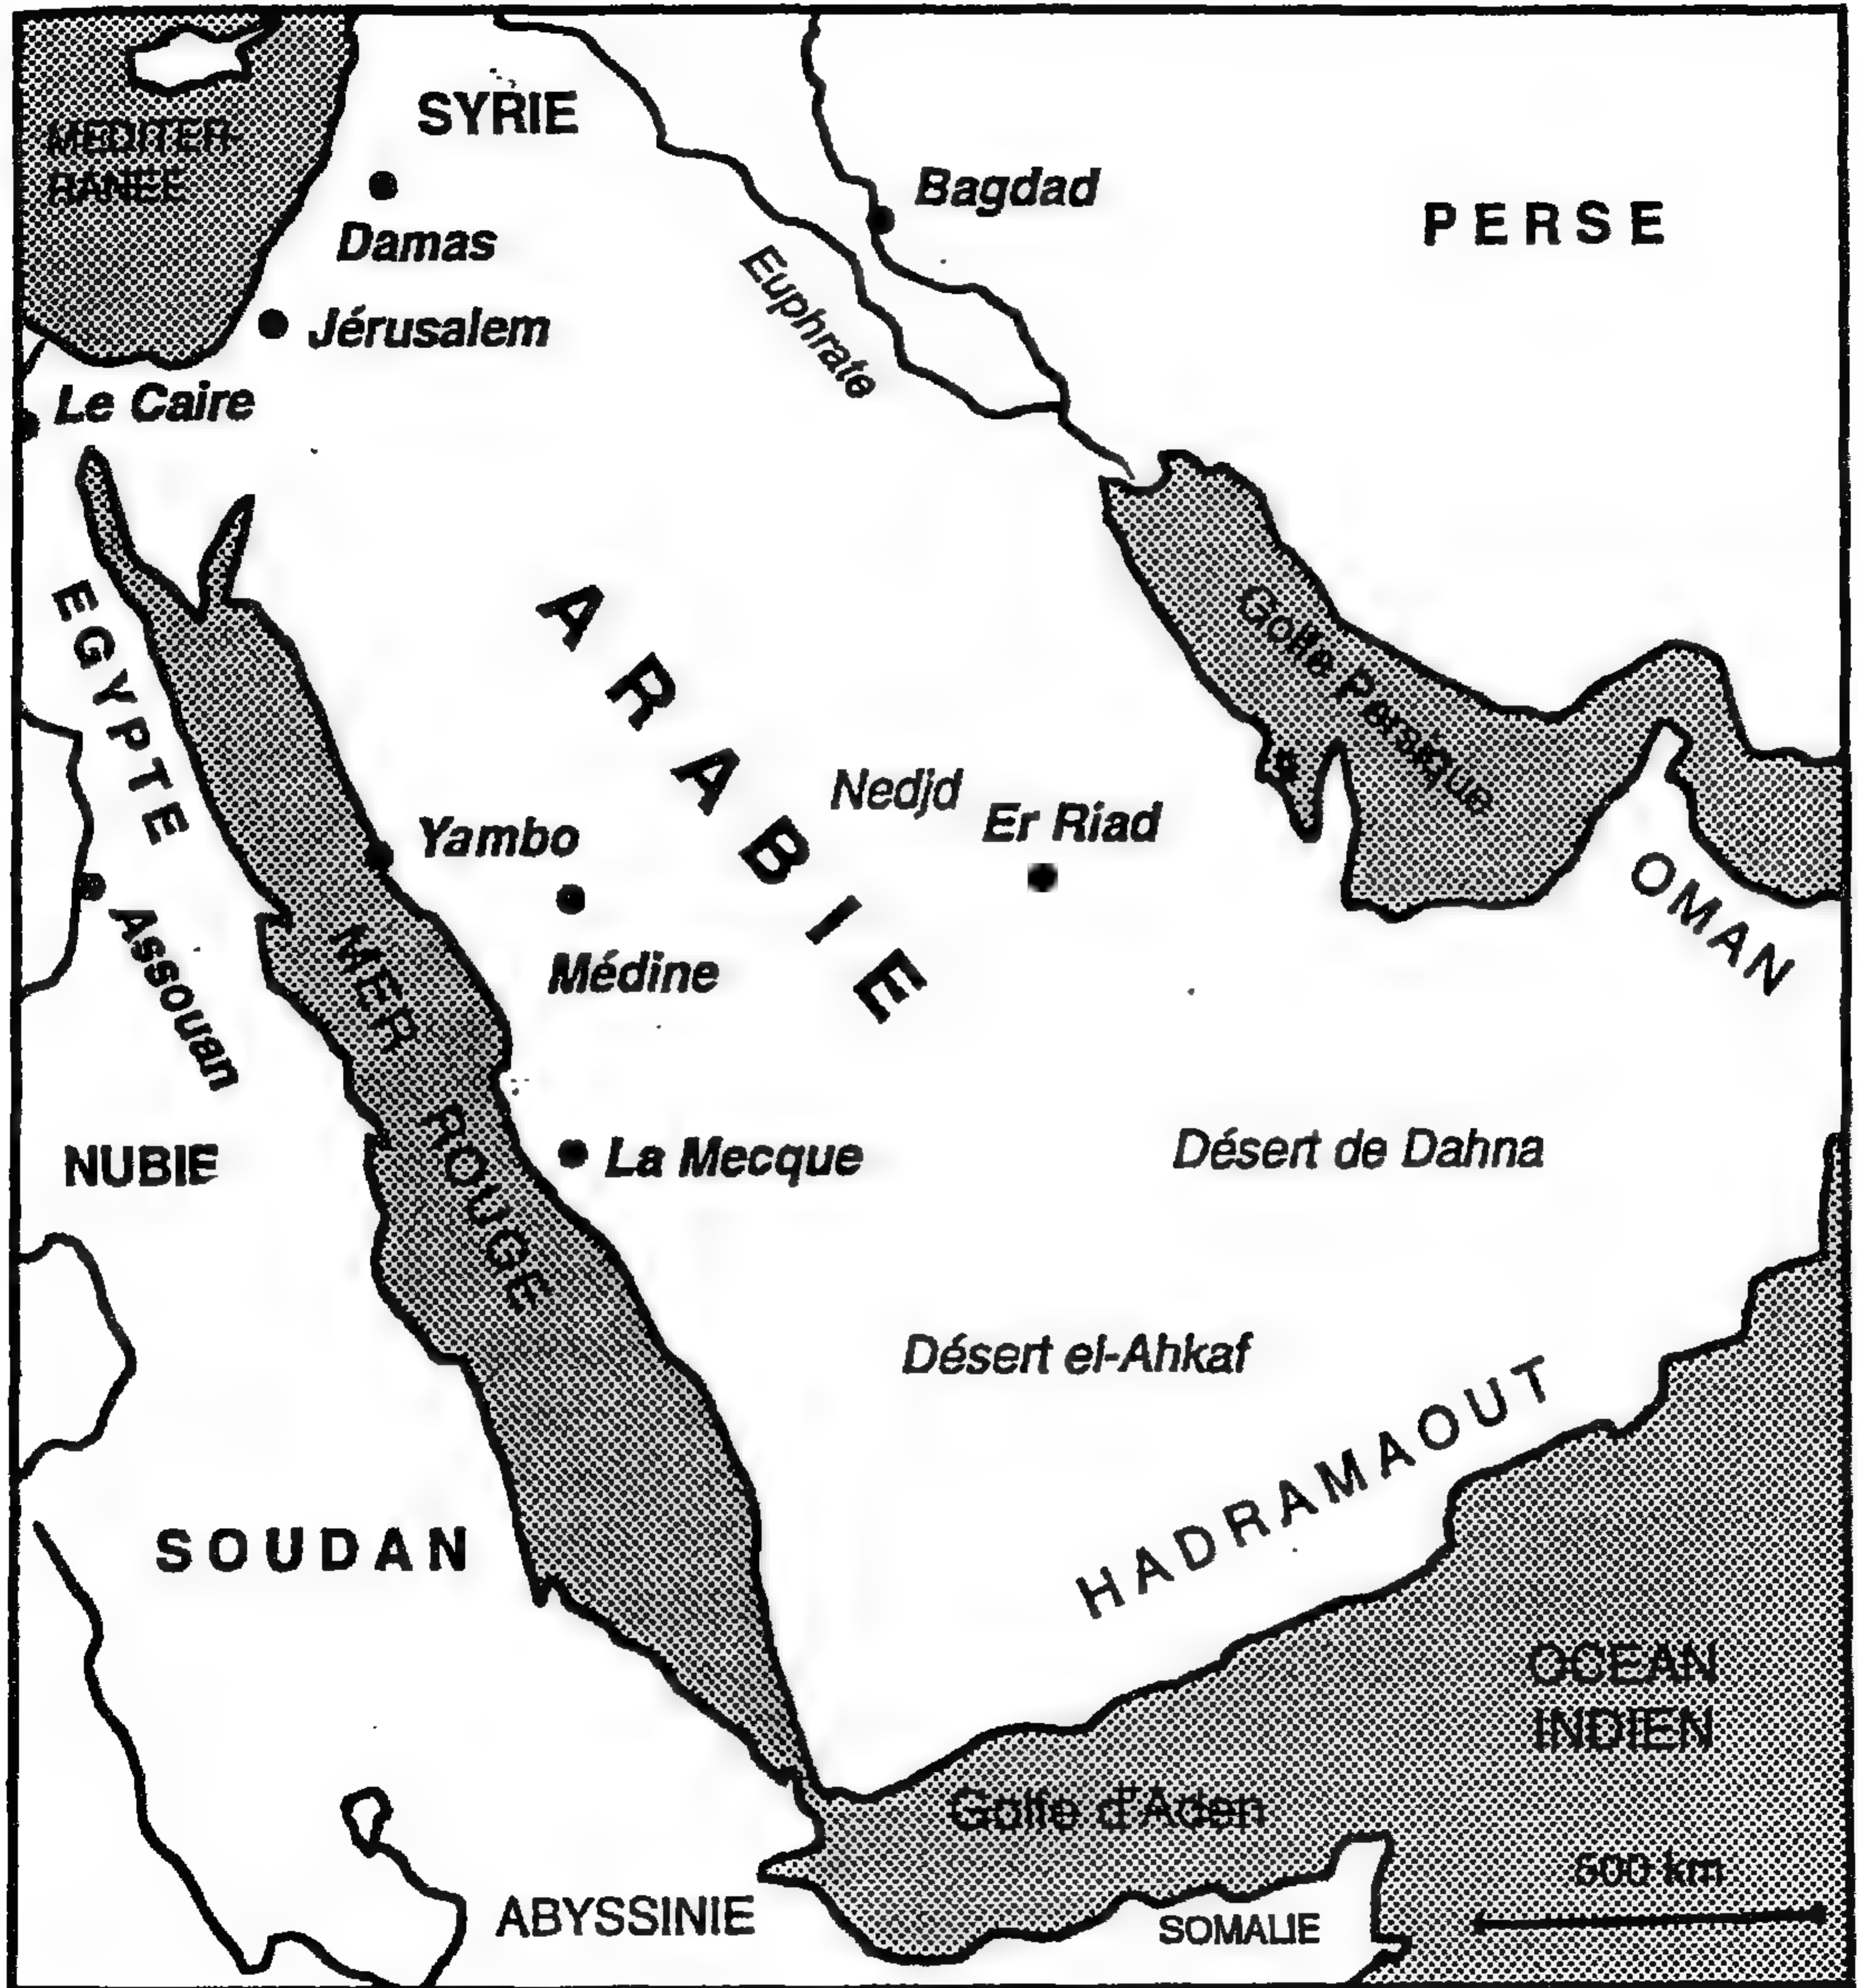 SYRIE
MEDITER-
RANEE
Bagdad
PERSE
Damas
Euphrate
Jérusalem
Le Caire
EGYPTE
ARABIE
Golfe Persique
Nedjd
Er Riad
Yambo
OMAN
Assouan
MER ROUGE
Médine
NUBIE
La Mecque
Désert de Dahna
Désert el-Ahkaf
HADRAMAOUT
SOUDAN
OCEAN
INDIEN
Golfe d'Aden
500 km
ABYSSINIE
SOMALIE